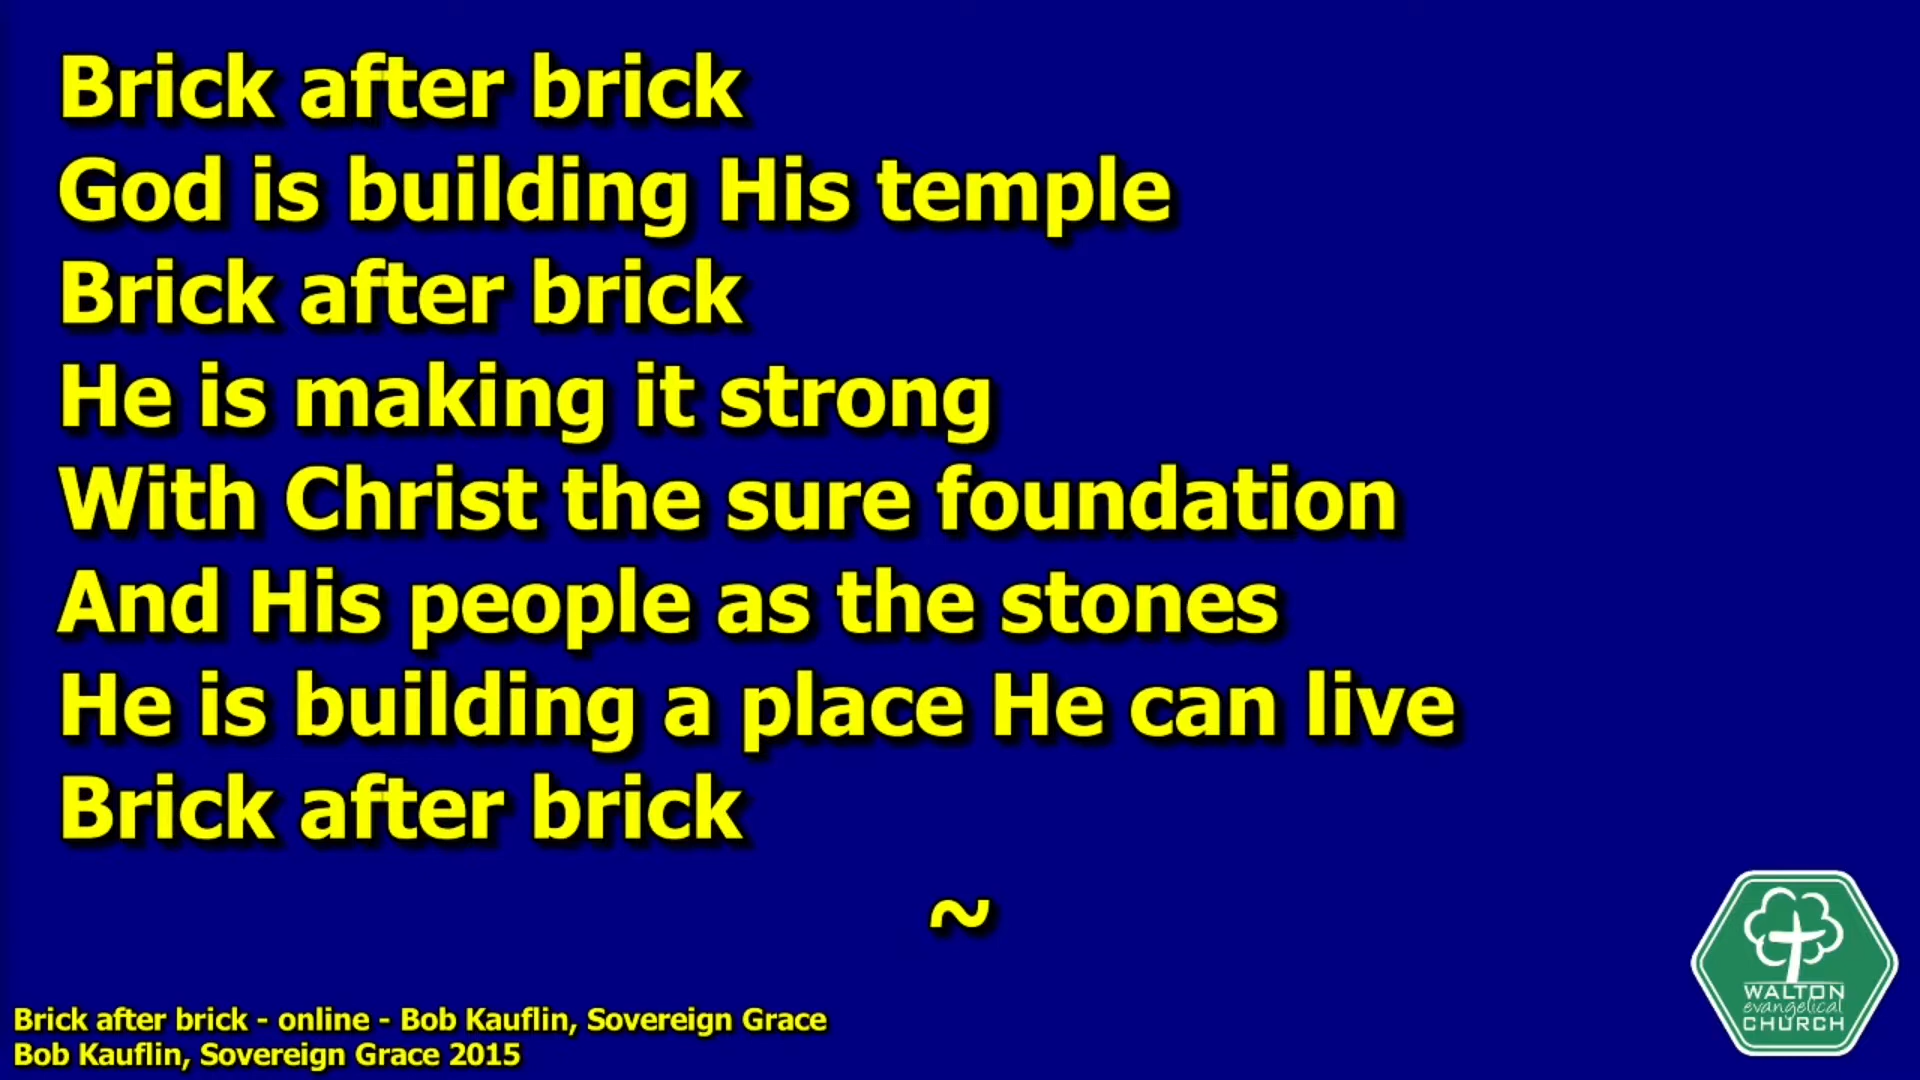 Brick after brick
God is building His temple
Brick after brick
He is making it strong
With Christ the sure foundation
And His people as the stones
He is building a place He can live
Brick after brick
~
Brick after brick - online - Bob Kauflin, Sovereign Grace
Bob Kauflin, Sovereign Grace 2015
WALTON
evangelical
CHURCH